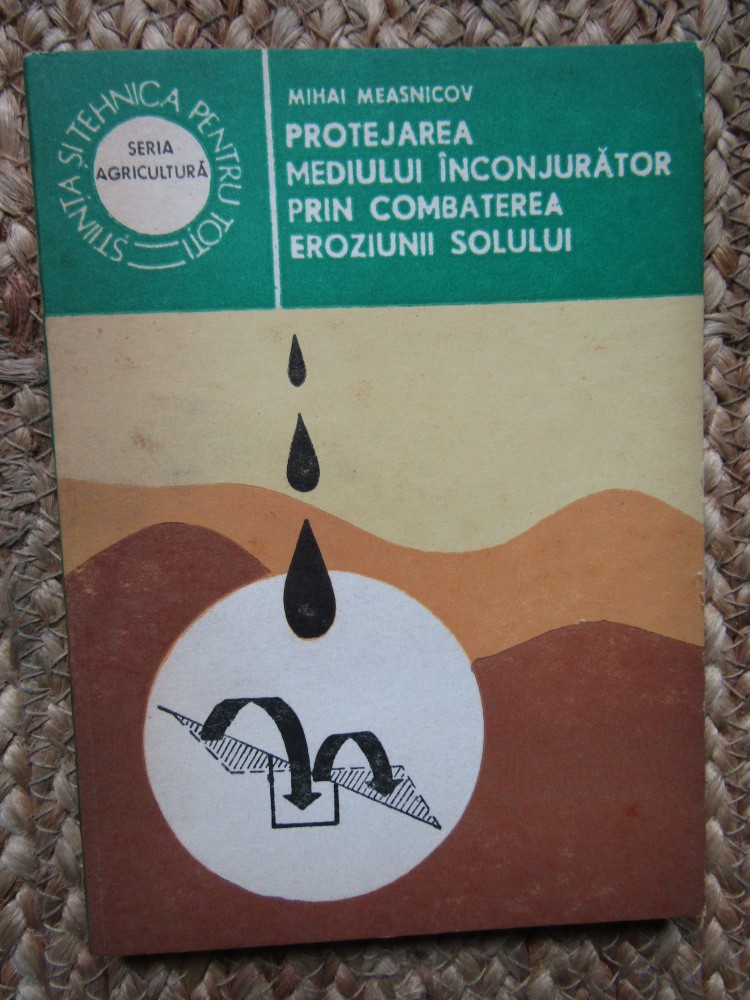 ȘTIINȚA ȘI TEHNICA PENTRU TOȚI
SERIA
AGRICULTURĂ
MIHAI MEASNICOV
PROTEJAREA
MEDIULUI ÎNCONJURĂTOR
PRIN COMBATEREA
EROZIUNII SOLULUI